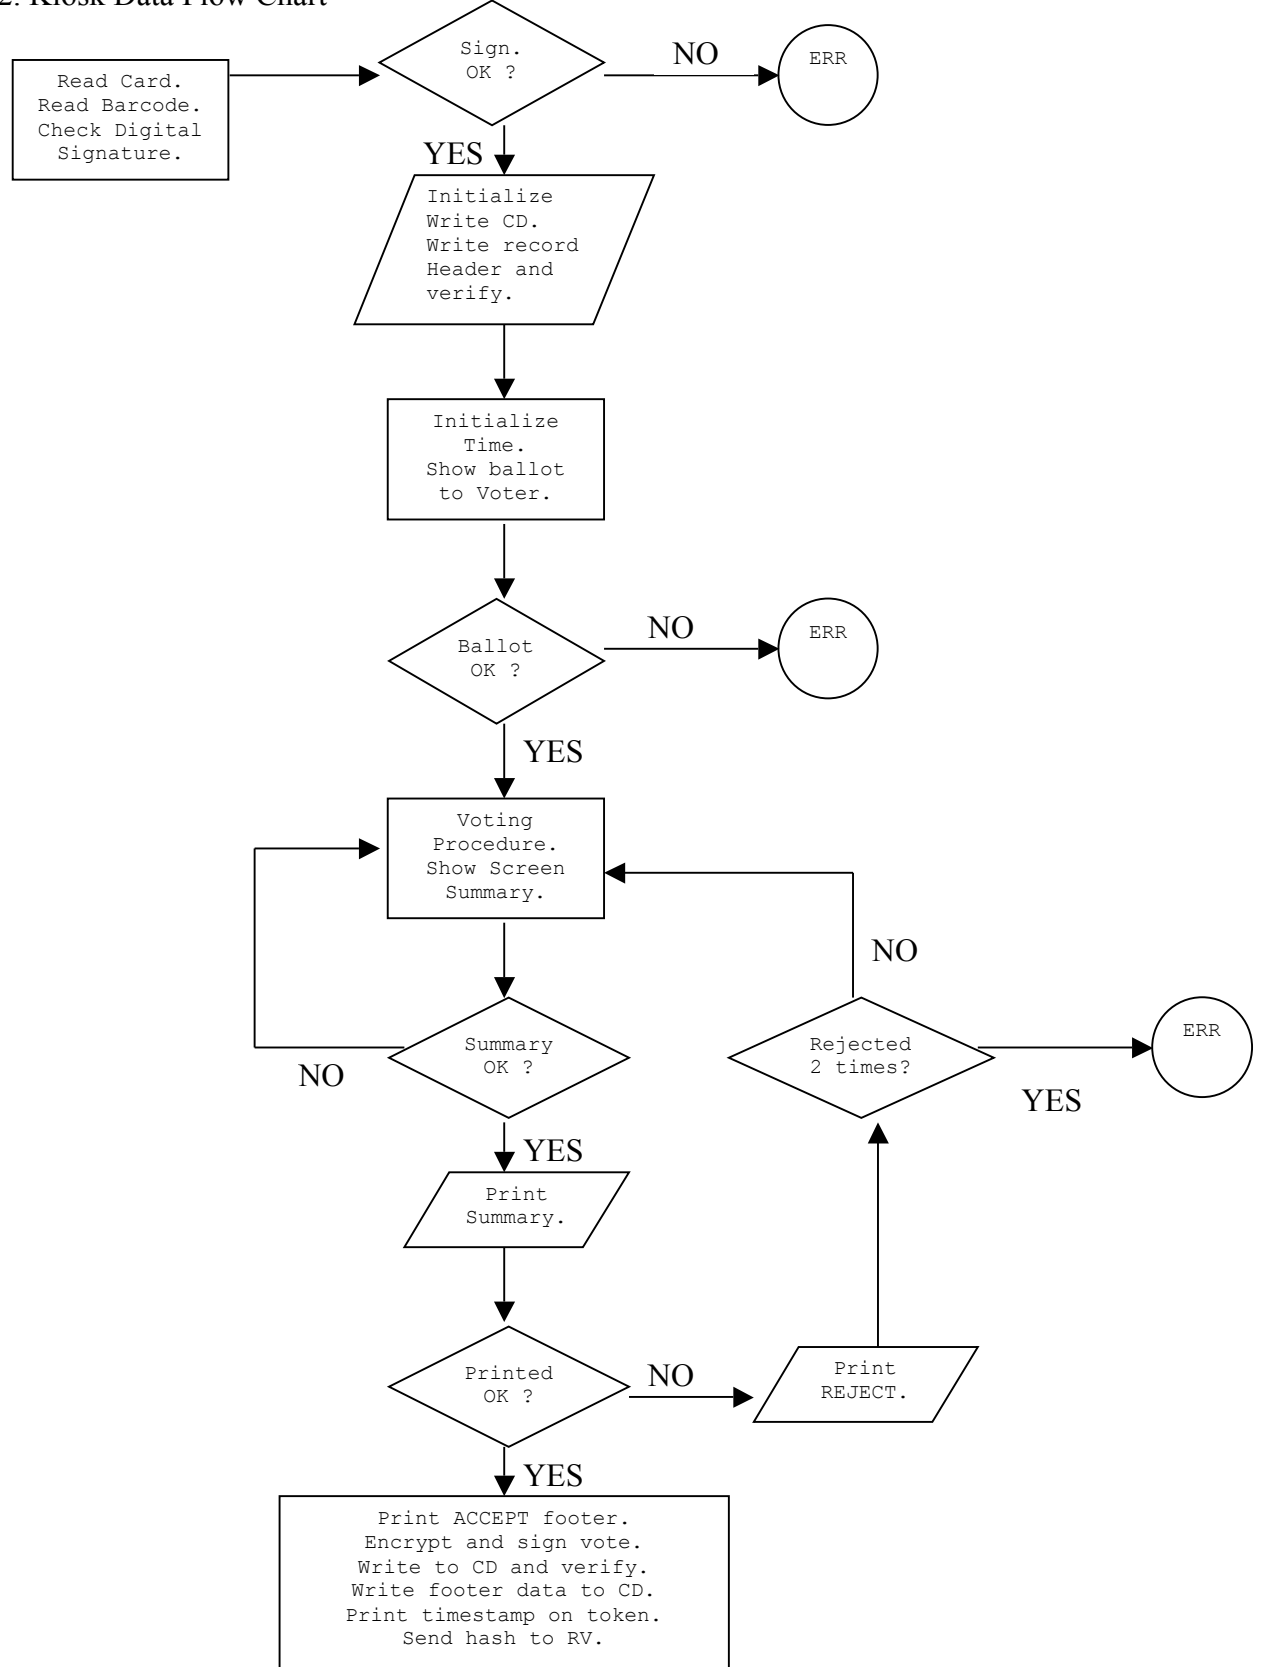 2. Kiosk Data Flow Chart
Sign.
OK ?
NO
ERR
Read Card.
Read Barcode.
Check Digital
Signature.
YES
Initialize
Write CD.
Write record
Header and
verify.
Initialize
Time.
Show ballot
to Voter.
Ballot
OK ?
NO
ERR
YES
Voting
Procedure.
Show Screen
Summary.
NO
Summary
OK ?
NO
Rejected
2 times?
ERR
YES
YES
Print
Summary.
Printed
OK ?
NO
Print
REJECT.
YES
Print ACCEPT footer.
Encrypt and sign vote.
Write to CD and verify.
Write footer data to CD.
Print timestamp on token.
Send hash to RV.